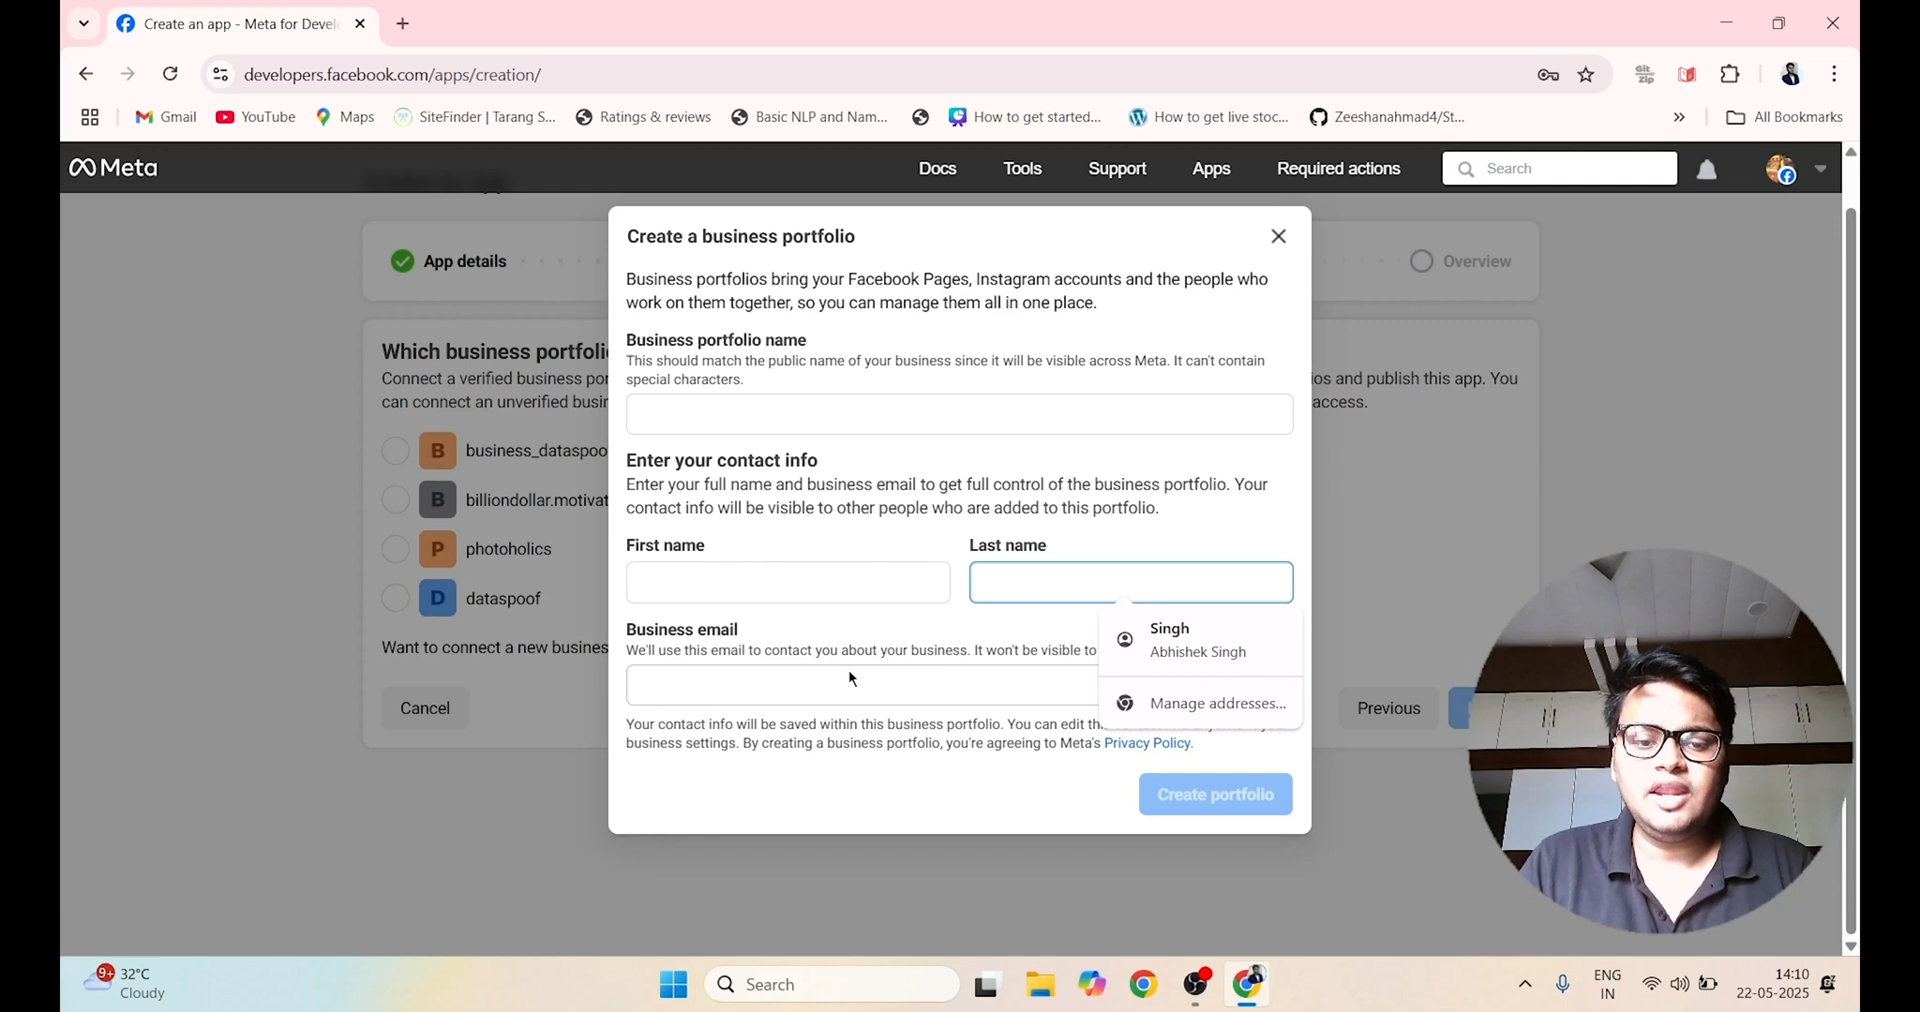 Create an app - Meta for Devel
developers.facebook.com/apps/creation/
Git Zip
Gmail
YouTube
Maps
SiteFinder | Tarang S...
Ratings & reviews
Basic NLP and Nam...
How to get started...
How to get live stoc...
Zeeshanahmad4/St...
All Bookmarks
Meta
Docs
Tools
Support
Apps
Required actions
Search
App details
Overview
Which business portfoli
Connect a verified business por
ios and publish this app. You
can connect an unverified busir
access.
B business_dataspoo
B billiondollar.motivat
P photoholics
D dataspoof
Want to connect a new busines
Cancel
Previous
Create a business portfolio
Business portfolios bring your Facebook Pages, Instagram accounts and the people who
work on them together, so you can manage them all in one place.
Business portfolio name
This should match the public name of your business since it will be visible across Meta. It can't contain
special characters.
Enter your contact info
Enter your full name and business email to get full control of the business portfolio. Your
contact info will be visible to other people who are added to this portfolio.
First name
Last name
Singh
Abhishek Singh
Manage addresses...
Business email
We'll use this email to contact you about your business. It won't be visible to
Your contact info will be saved within this business portfolio. You can edit th
business settings. By creating a business portfolio, you're agreeing to Meta's Privacy Policy.
Create portfolio
9+
32°C
Cloudy
Search
ENG
IN
14:10
22-05-2025